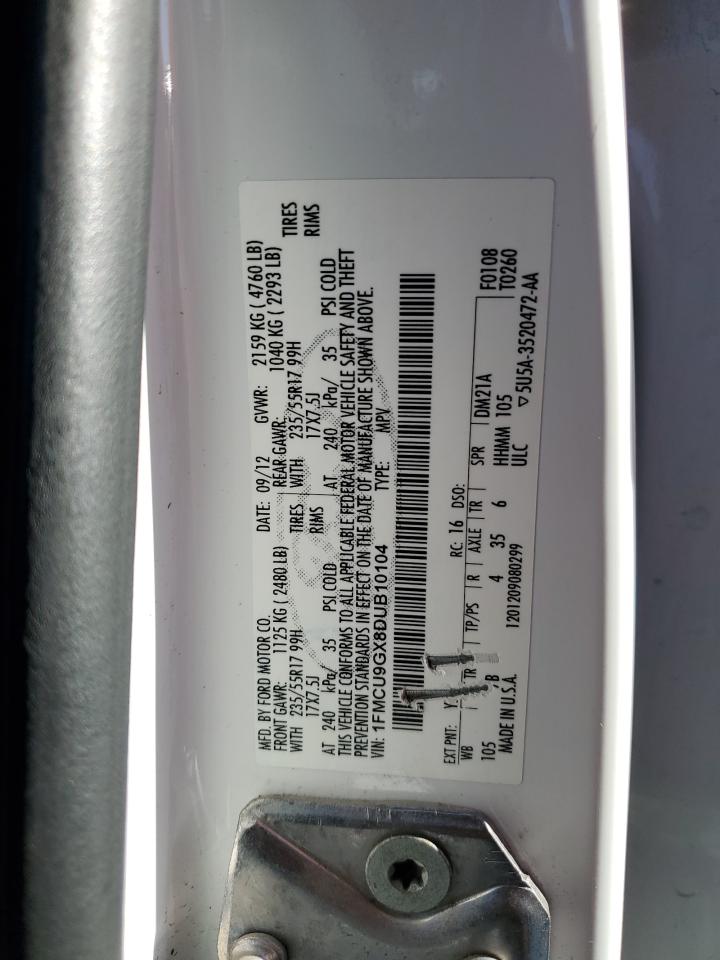 MFD. BY FORD MOTOR CO.
DATE: 09/12 GVWR: 2159 KG ( 4760 LB)
FRONT GAWR: 1125 KG ( 2480 LB) REAR GAWR: 1040 KG ( 2293 LB)
WITH 235/55R17 99H TIRES WITH 235/55R17 99H TIRES
17X7.5J RIMS 17X7.5J RIMS
AT 240 kPa/ 35 PSI COLD AT 240 kPa/ 35 PSI COLD
THIS VEHICLE CONFORMS TO ALL APPLICABLE FEDERAL MOTOR VEHICLE SAFETY AND THEFT
PREVENTION STANDARDS IN EFFECT ON THE DATE OF MANUFACTURE SHOWN ABOVE.
VIN: 1FMCU9GX8DUB10104 TYPE: MPV
EXT PNT: RC: 16 DSO:
WB TR TP/PS R AXLE TR SPR DM21A F0108
105 B 4 35 6 HHMM 105 T0260
MADE IN U.S.A. 1201209080299 ULC ▽5U5A-3520472-AA